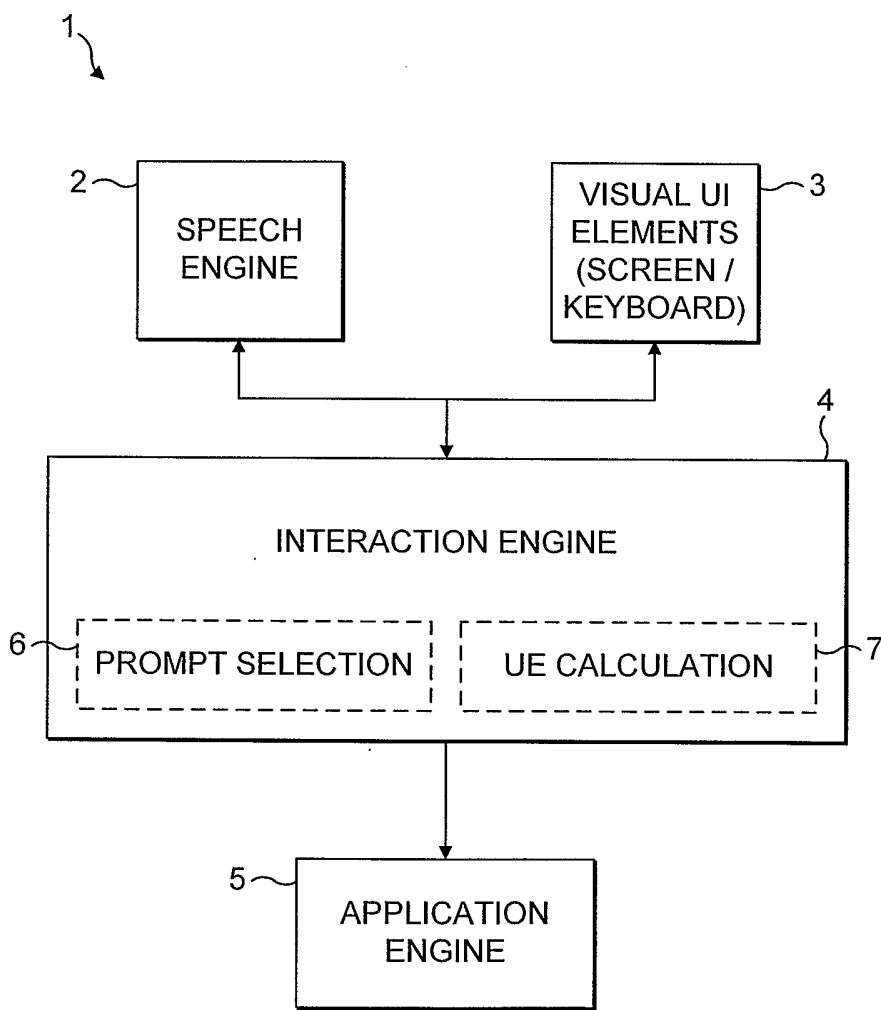 1
2
SPEECH
ENGINE
VISUAL UI
ELEMENTS
(SCREEN /
KEYBOARD)
3
4
INTERACTION ENGINE
6
PROMPT SELECTION
UE CALCULATION
7
5
APPLICATION
ENGINE